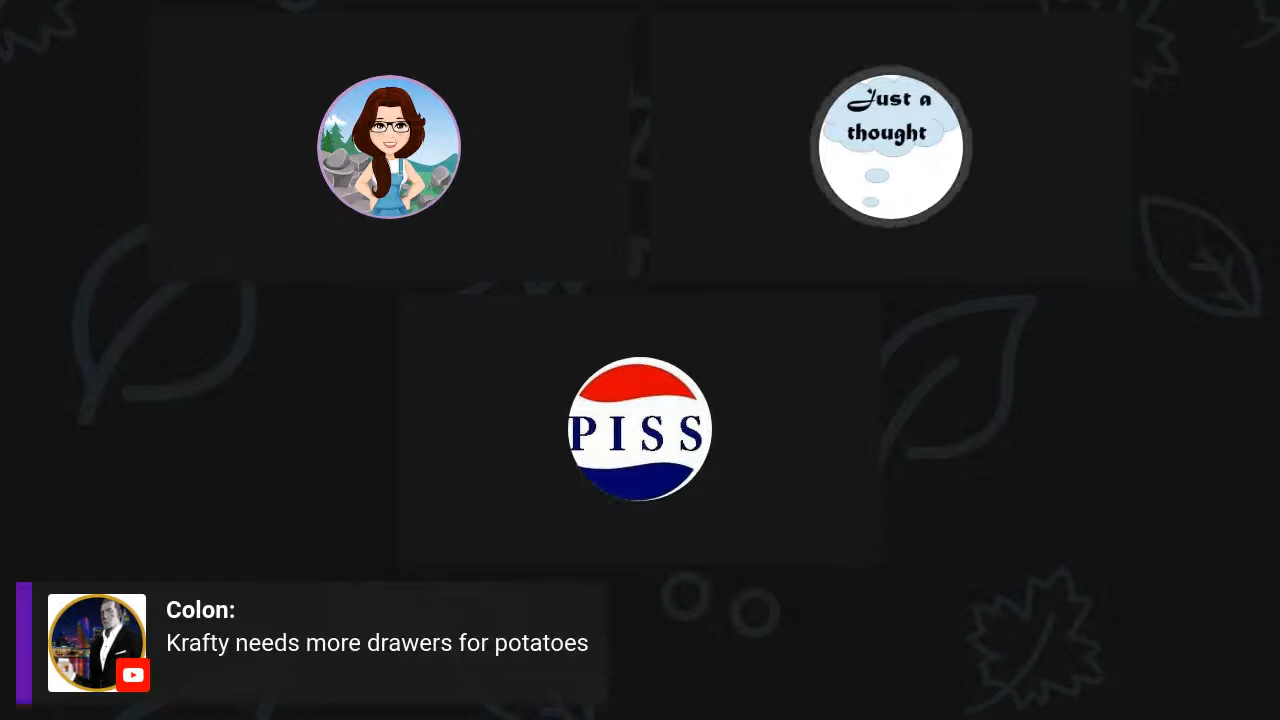 Just a
thought
PISS
Colon:
Krafty needs more drawers for potatoes